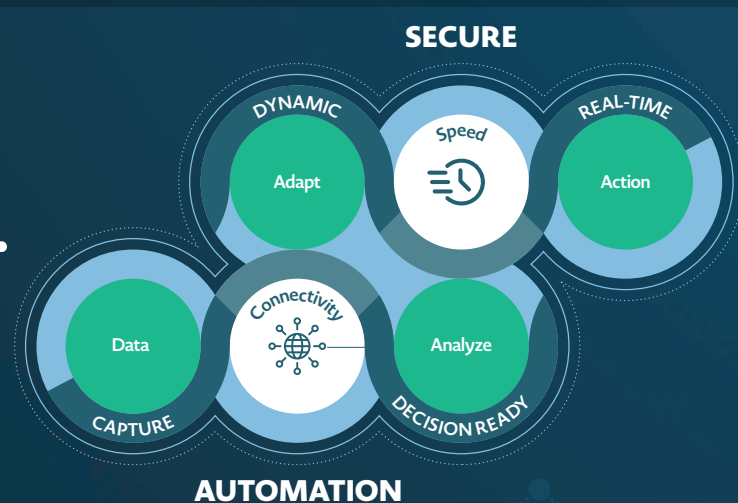 SECURE
DYNAMIC
Adapt
Speed
REAL-TIME
Action
Data
CAPTURE
Connectivity
Analyze
DECISION READY
AUTOMATION